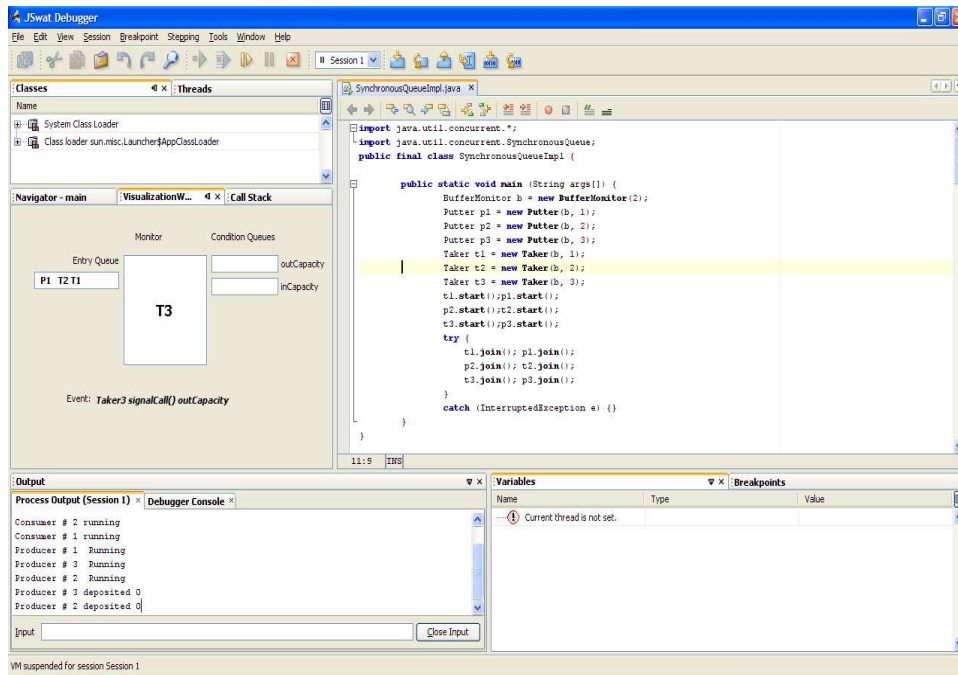 JSwat Debugger
File Edit View Session Breakpoint Stepping Tools Window Help
Session 1
Classes
Threads
Name
System Class Loader
Class loader sun.misc.Launcher$AppClassLoader
Navigator - main
VisualizationW...
Call Stack
Monitor
Condition Queues
Entry Queue
outCapacity
P1 T2 T1
inCapacity
T3
Event: Taker3 signalCall() outCapacity
SynchronousQueueImpl.java
import java.util.concurrent.*;
import java.util.concurrent.SynchronousQueue;
public final class SynchronousQueueImpl {
public static void main (String args[]) {
BufferMonitor b = new BufferMonitor(2);
Putter p1 = new Putter(b, 1);
Putter p2 = new Putter(b, 2);
Putter p3 = new Putter(b, 3);
Taker t1 = new Taker(b, 1);
Taker t2 = new Taker(b, 2);
Taker t3 = new Taker(b, 3);
t1.start();p1.start();
p2.start();t2.start();
t3.start();p3.start();
try {
t1.join(); p1.join();
p2.join(); t2.join();
t3.join(); p3.join();
}
catch (InterruptedException e) {}
}
}
11:9 INS
Output
Process Output (Session 1)
Debugger Console
Consumer # 2 running
Consumer # 1 running
Producer # 1 Running
Producer # 3 Running
Producer # 2 Running
Producer # 3 deposited 0
Producer # 2 deposited 0
Input
Close Input
Variables
Breakpoints
Name Type Value
Current thread is not set.
VM suspended for session Session 1